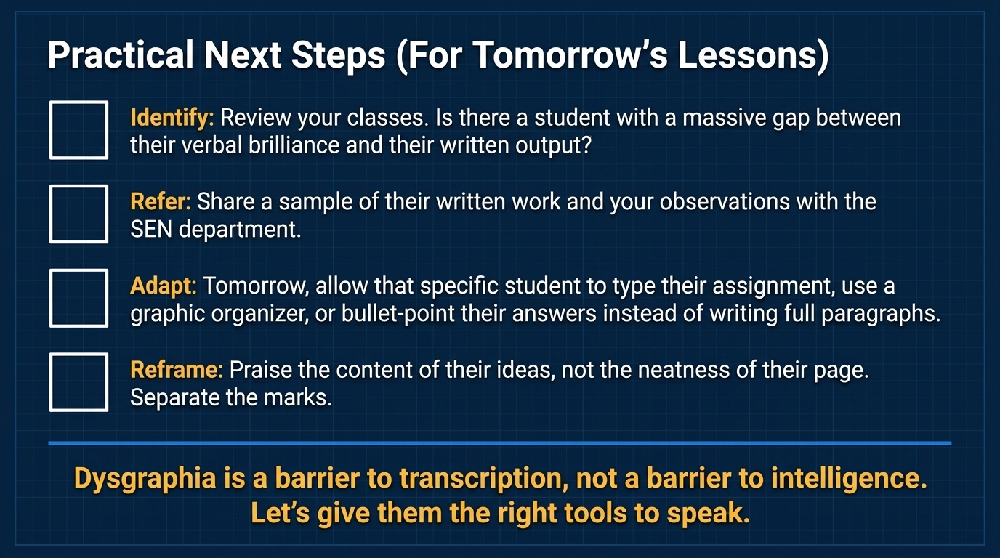 Practical Next Steps (For Tomorrow’s Lessons)
Identify: Review your classes. Is there a student with a massive gap between
their verbal brilliance and their written output?
Refer: Share a sample of their written work and your observations with the
SEN department.
Adapt: Tomorrow, allow that specific student to type their assignment, use a
graphic organizer, or bullet-point their answers instead of writing full paragraphs.
Reframe: Praise the content of their ideas, not the neatness of their page.
Separate the marks.
Dysgraphia is a barrier to transcription, not a barrier to intelligence.
Let’s give them the right tools to speak.